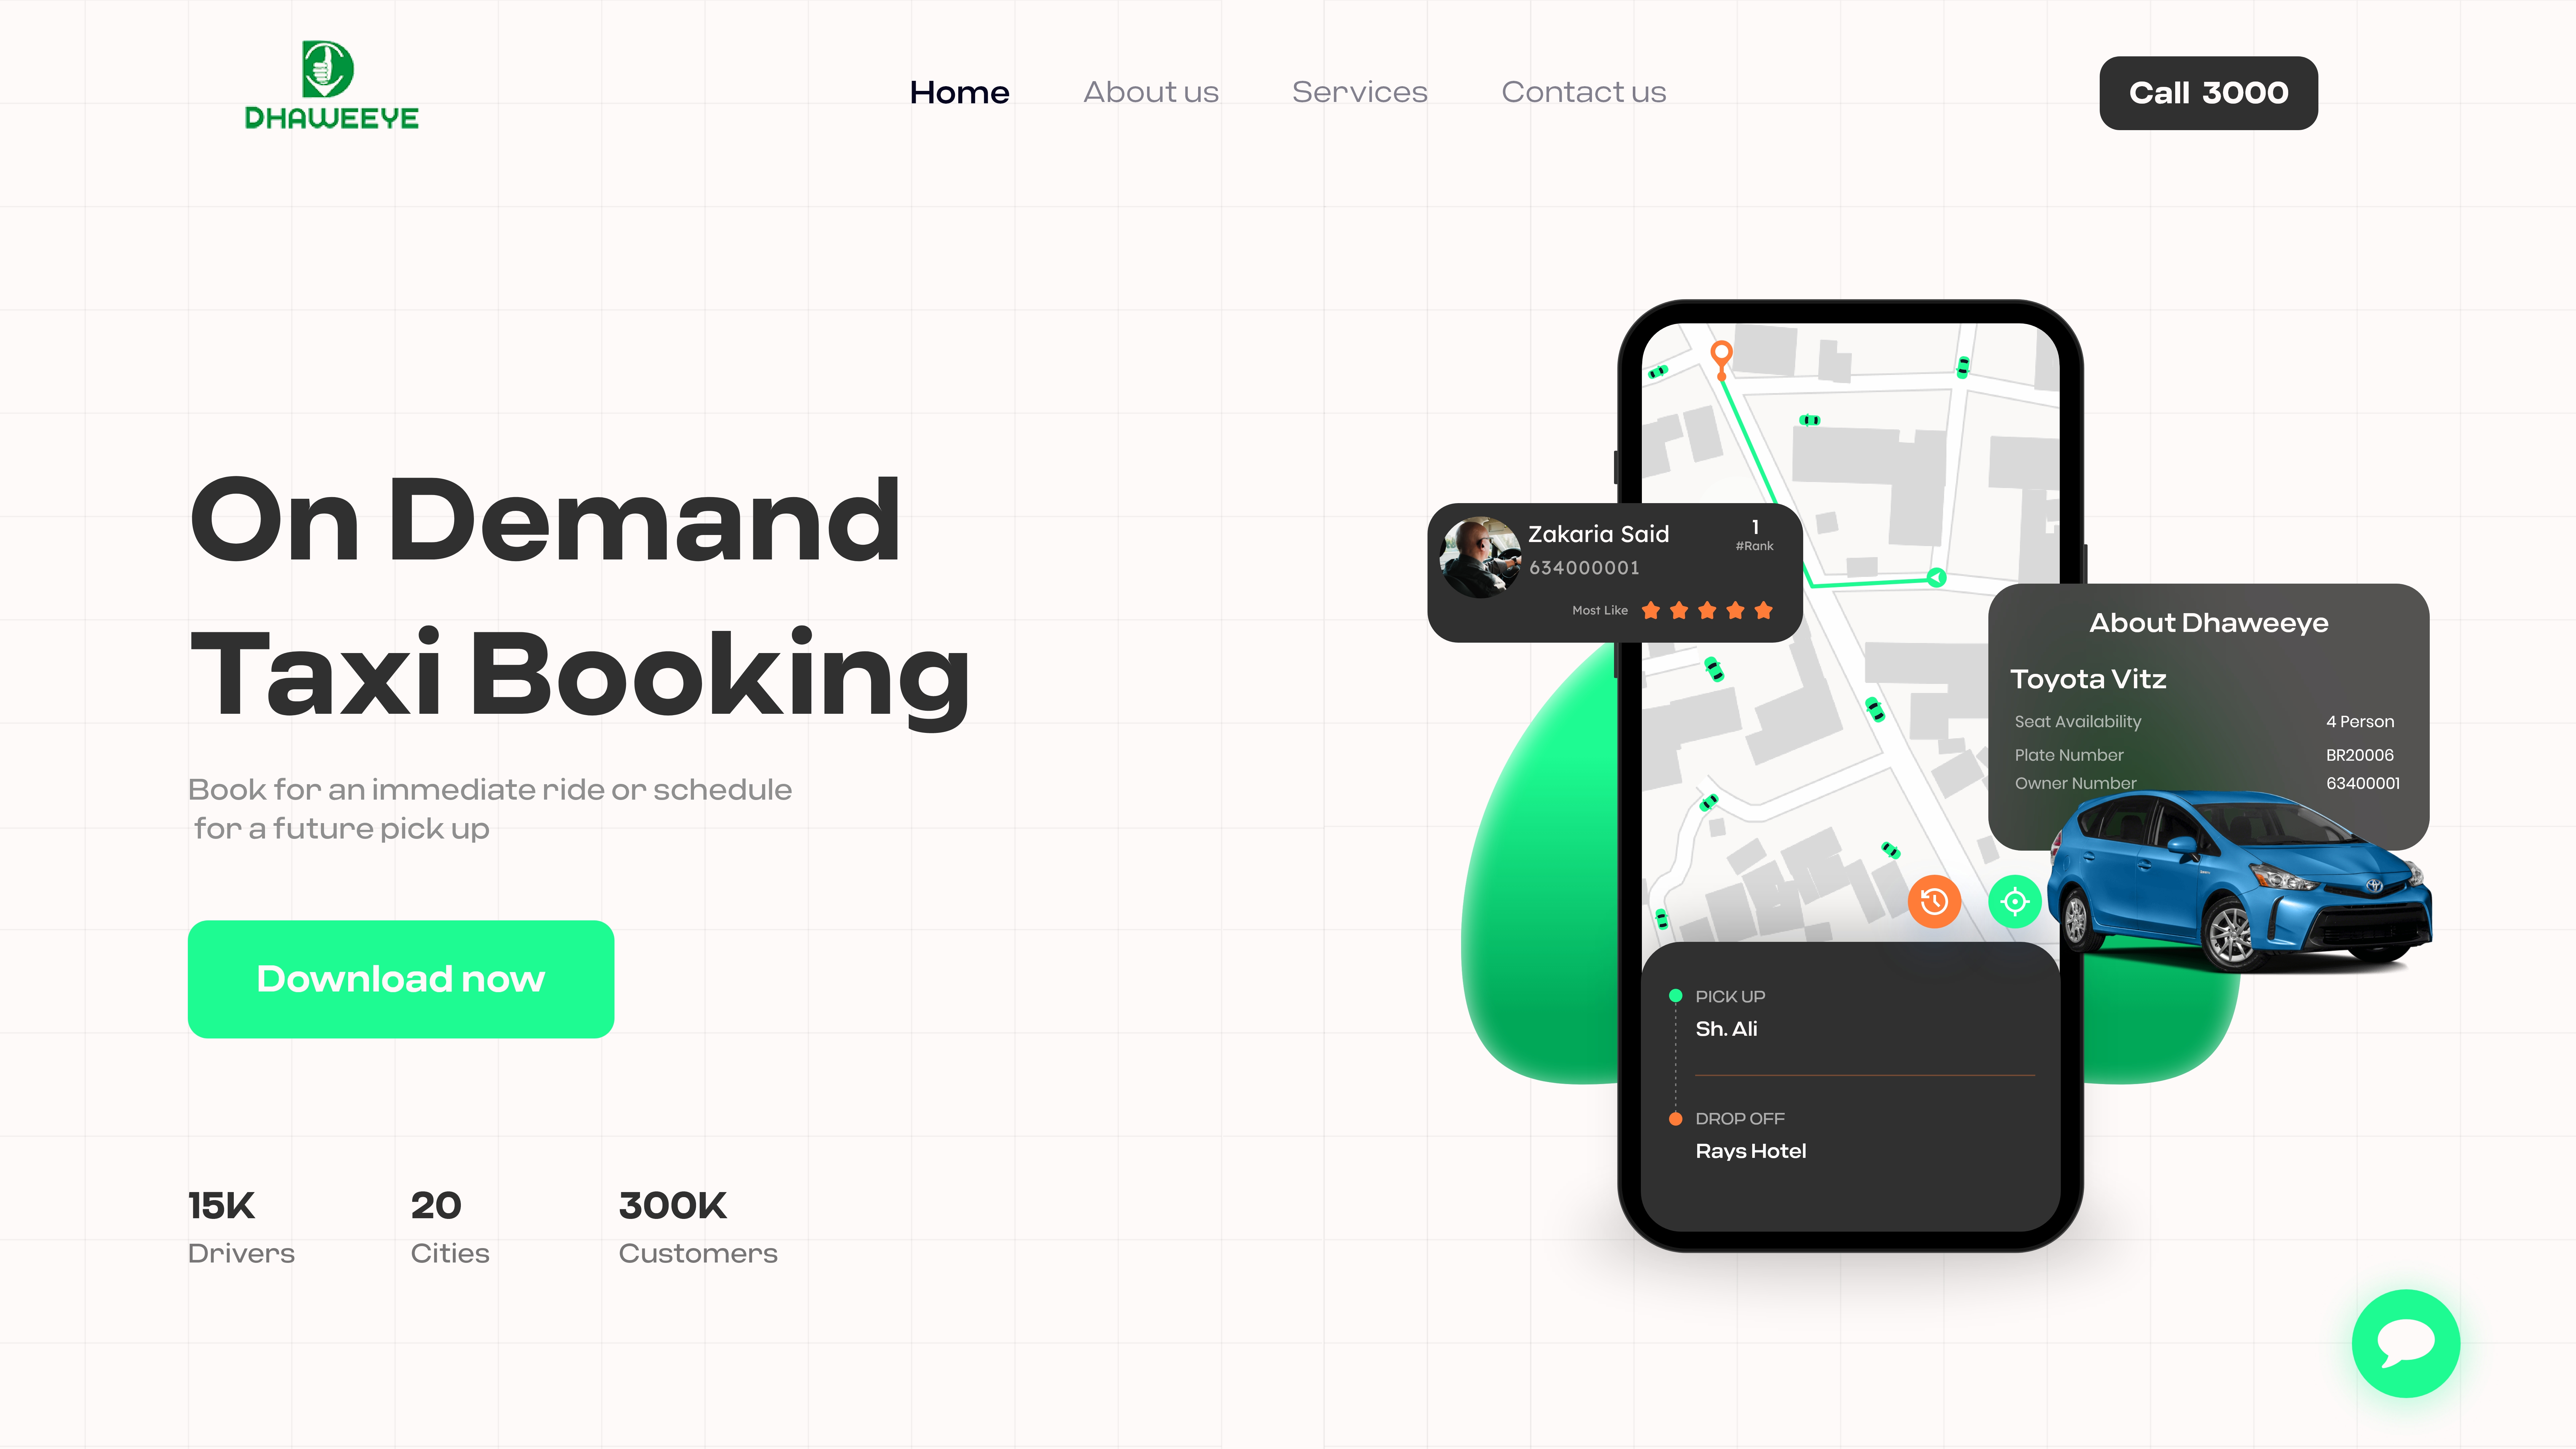 DHAWEEYE
Home
About us
Services
Contact us
Call 3000
On Demand
Taxi Booking
Book for an immediate ride or schedule
for a future pick up
Download now
15K
Drivers
20
Cities
300K
Customers
Zakaria Said
634000001
1
#Rank
Most Like
About Dhaweeye
Toyota Vitz
Seat Availability 4 Person
Plate Number BR20006
Owner Number 63400001
PICK UP
Sh. Ali
DROP OFF
Rays Hotel